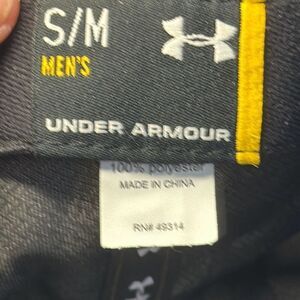 S/M
MEN'S
UNDER ARMOUR
100% polyester
MADE IN CHINA
RN# 49314